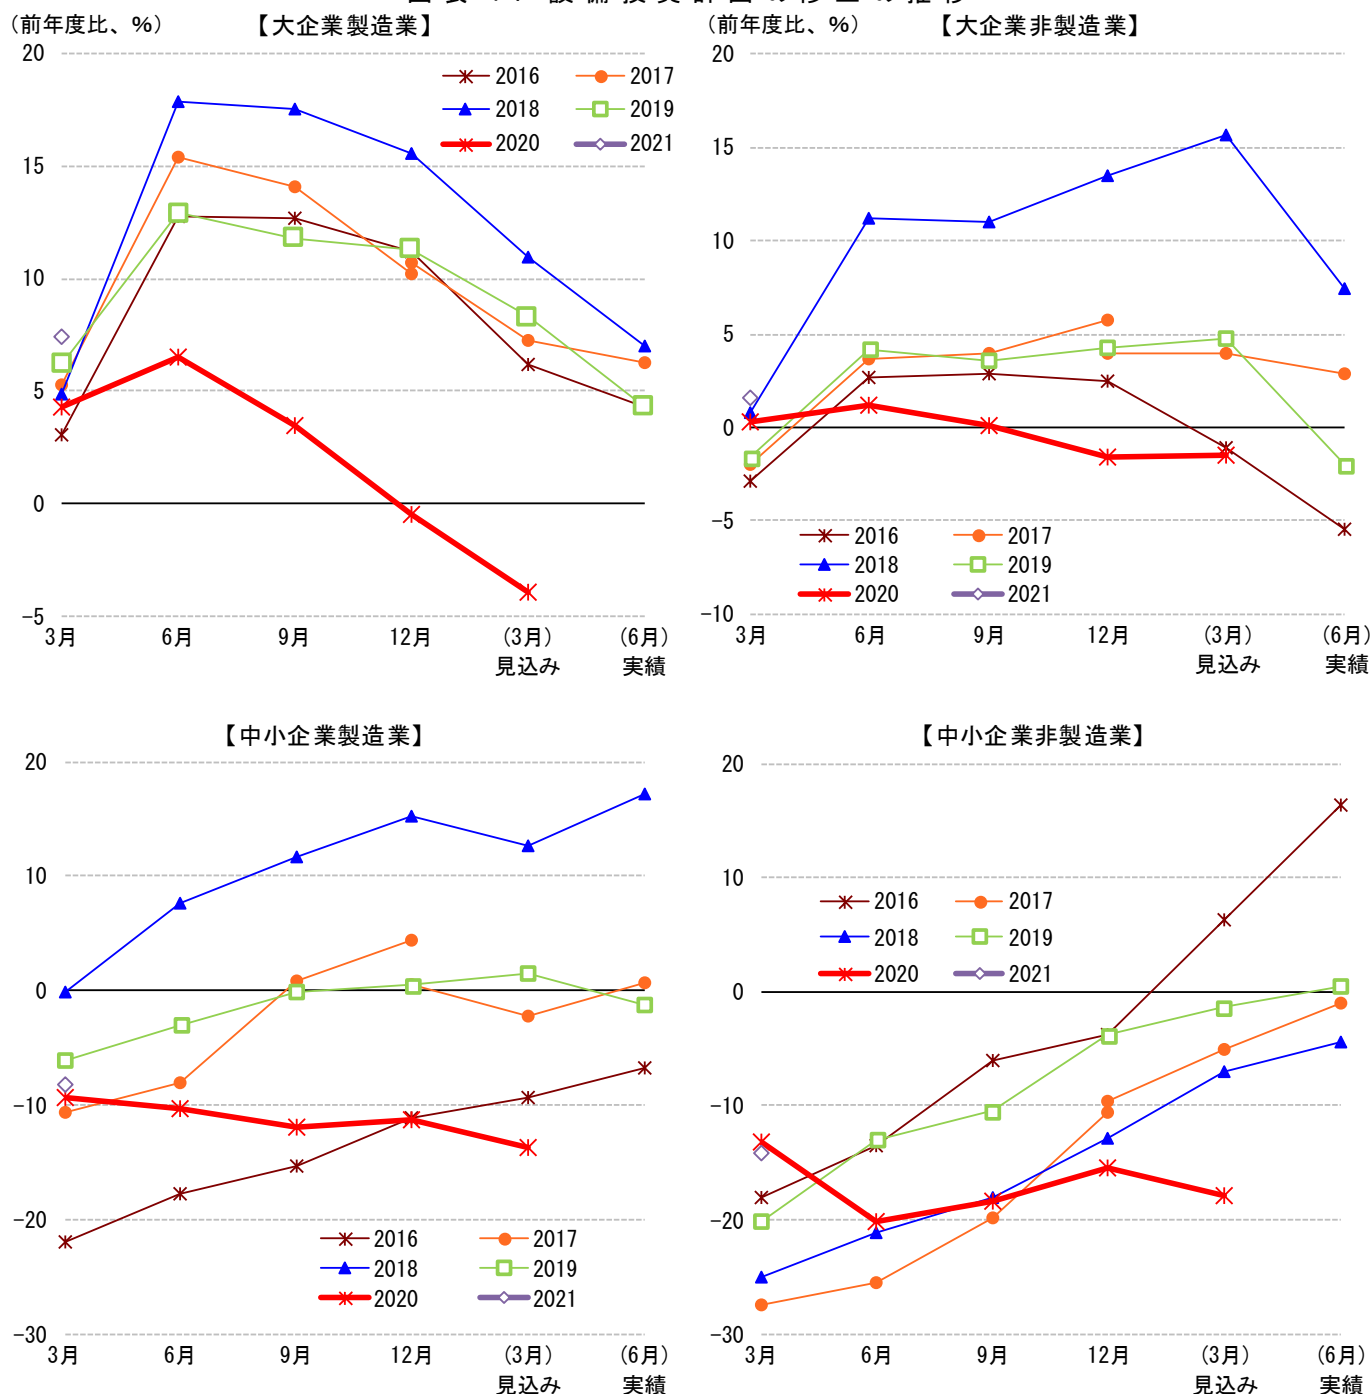 (前年度比、%)
【大企業製造業】
20
15
10
5
0
-5
2016
2017
2018
2019
2020
2021
3月
6月
9月
12月
(3月)
見込み
(6月)
実績
(前年度比、%)
【大企業非製造業】
20
15
10
5
0
-5
-10
2016
2017
2018
2019
2020
2021
3月
6月
9月
12月
(3月)
見込み
(6月)
実績
【中小企業製造業】
20
10
0
-10
-20
-30
2016
2017
2018
2019
2020
2021
3月
6月
9月
12月
(3月)
見込み
(6月)
実績
【中小企業非製造業】
20
10
0
-10
-20
-30
2016
2017
2018
2019
2020
2021
3月
6月
9月
12月
(3月)
見込み
(6月)
実績